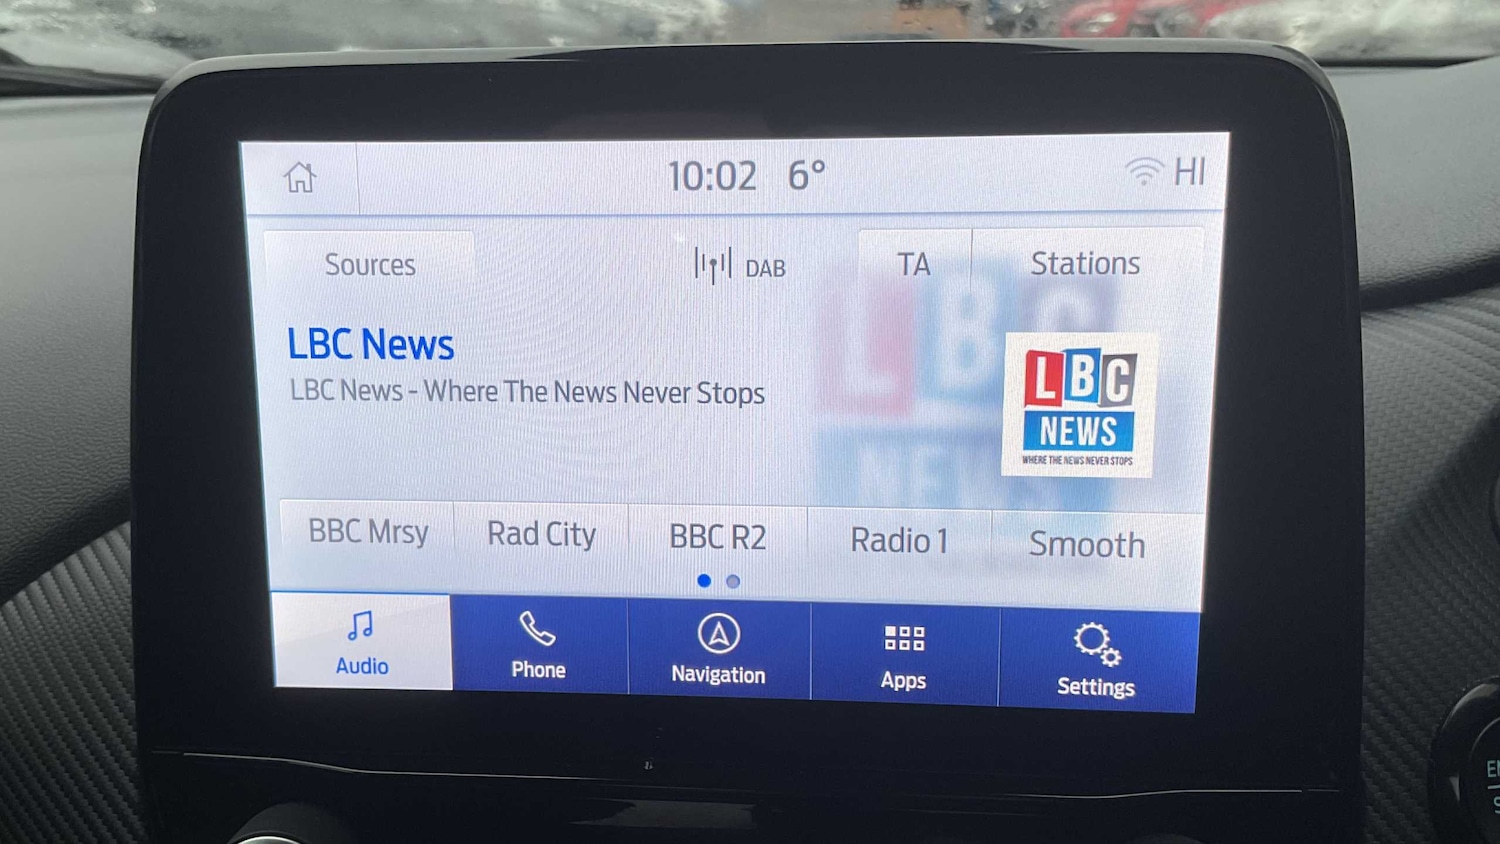 10:02 6° HI
Sources DAB TA Stations
LBC News
LBC News - Where The News Never Stops
LBC
NEWS
WHERE THE NEWS NEVER STOPS
BBC Mrsy Rad City BBC R2 Radio 1 Smooth
Audio Phone Navigation Apps Settings